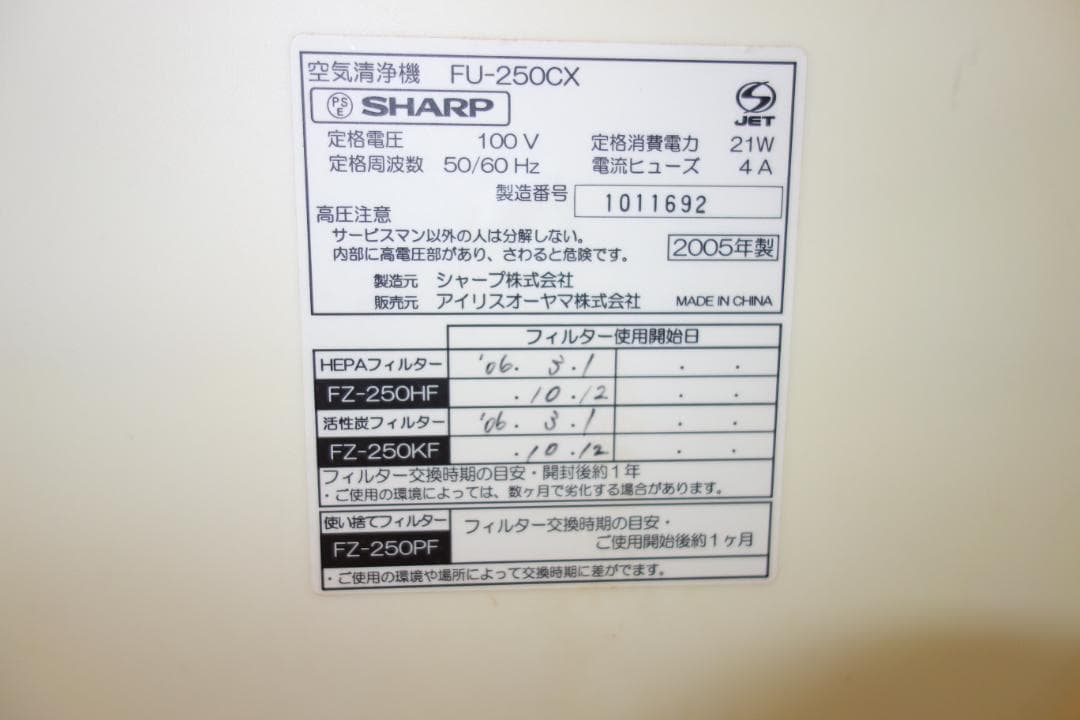 空気清浄機 FU-250CX
PSE SHARP
JET
定格電圧 100 V 定格消費電力 21W
定格周波数 50/60 Hz 電流ヒューズ 4 A
製造番号 1011692
高圧注意
サービスマン以外の人は分解しない。
内部に高電圧部があり、さわると危険です。
2005年製
製造元 シャープ株式会社
販売元 アイリスオーヤマ株式会社 MADE IN CHINA
フィルター使用開始日
HEPAフィルター '06. 3.1 . .
FZ-250HF .10.12 . .
活性炭フィルター '06. 3.1 . .
FZ-250KF .10.12 . .
フィルター交換時期の目安・開封後約1年
・ご使用の環境によっては、数ヶ月で劣化する場合があります。
使い捨てフィルター フィルター交換時期の目安・
FZ-250PF ご使用開始後約1ヶ月
・ご使用の環境や場所によって交換時期に差がでます。